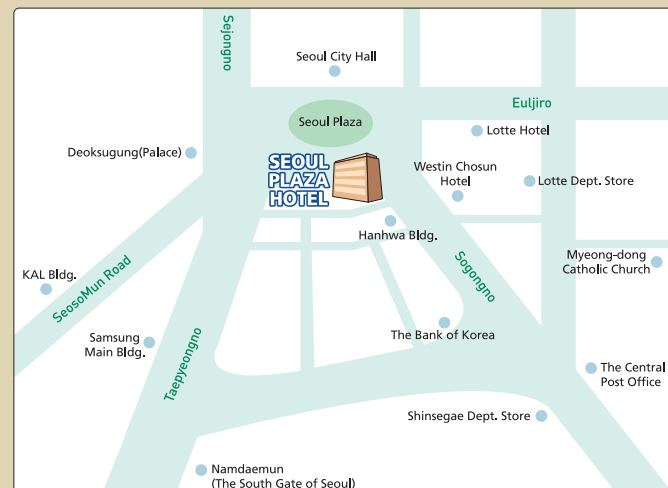 Sejongno
Seoul City Hall
Euljiro
Seoul Plaza
Lotte Hotel
Deoksugung(Palace)
SEOUL
PLAZA
HOTEL
Westin Chosun
Hotel
Lotte Dept. Store
Hanhwa Bldg.
Myeong-dong
Catholic Church
KAL Bldg.
SeosoMun Road
Sogongno
Samsung
Main Bldg.
The Bank of Korea
Taepyeongno
The Central
Post Office
Shinsegae Dept. Store
Namdaemun
(The South Gate of Seoul)